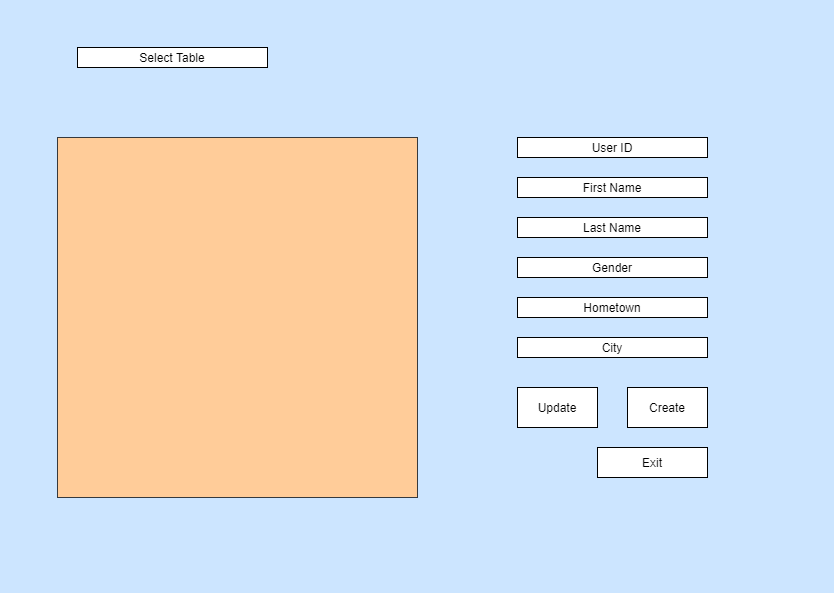 Select Table
User ID
First Name
Last Name
Gender
Hometown
City
Update
Create
Exit